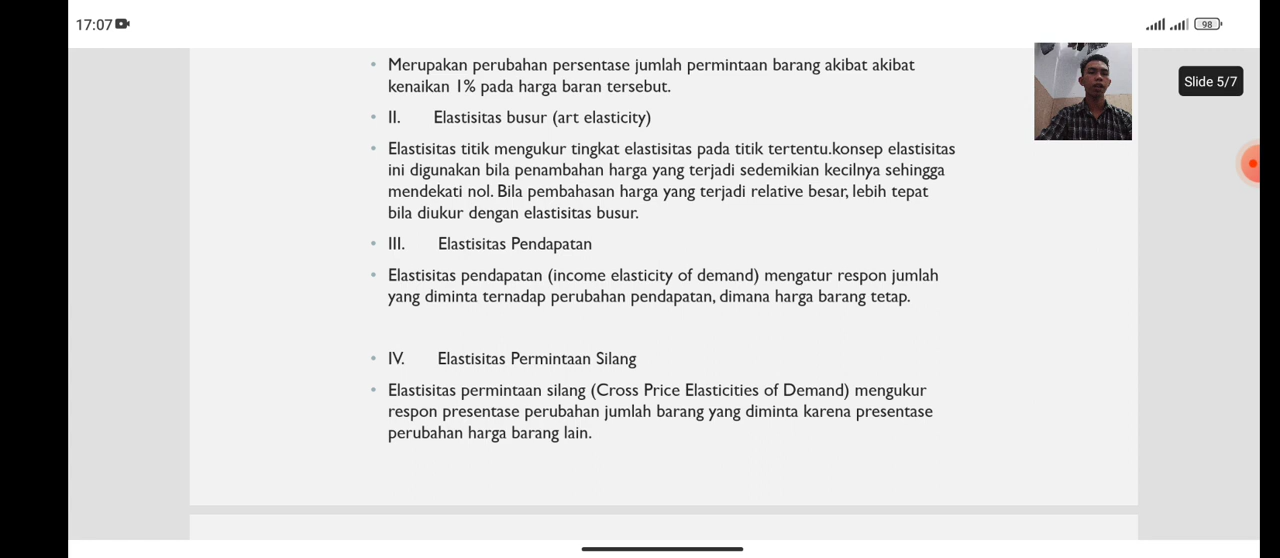 17:07
98
Slide 5/7
• Merupakan perubahan persentase jumlah permintaan barang akibat akibat
kenaikan 1% pada harga baran tersebut.
• II. Elastisitas busur (art elasticity)
• Elastisitas titik mengukur tingkat elastisitas pada titik tertentu.konsep elastisitas
ini digunakan bila penambahan harga yang terjadi sedemikian kecilnya sehingga
mendekati nol. Bila pembahasan harga yang terjadi relative besar, lebih tepat
bila diukur dengan elastisitas busur.
• III. Elastisitas Pendapatan
• Elastisitas pendapatan (income elasticity of demand) mengatur respon jumlah
yang diminta ternadap perubahan pendapatan, dimana harga barang tetap.
• IV. Elastisitas Permintaan Silang
• Elastisitas permintaan silang (Cross Price Elasticities of Demand) mengukur
respon presentase perubahan jumlah barang yang diminta karena presentase
perubahan harga barang lain.